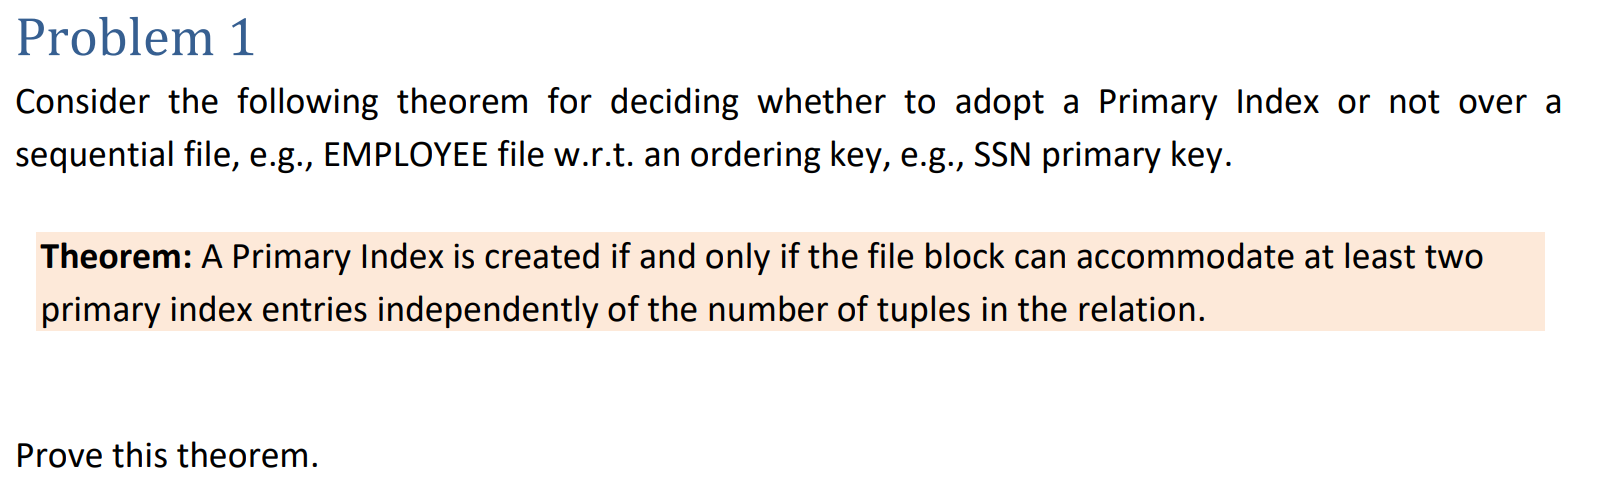 Problem 1
Consider the following theorem for deciding whether to adopt a Primary Index or not over a
sequential file, e.g., EMPLOYEE file w.r.t. an ordering key, e.g., SSN primary key.
Theorem: A Primary Index is created if and only if the file block can accommodate at least two
primary index entries independently of the number of tuples in the relation.
Prove this theorem.